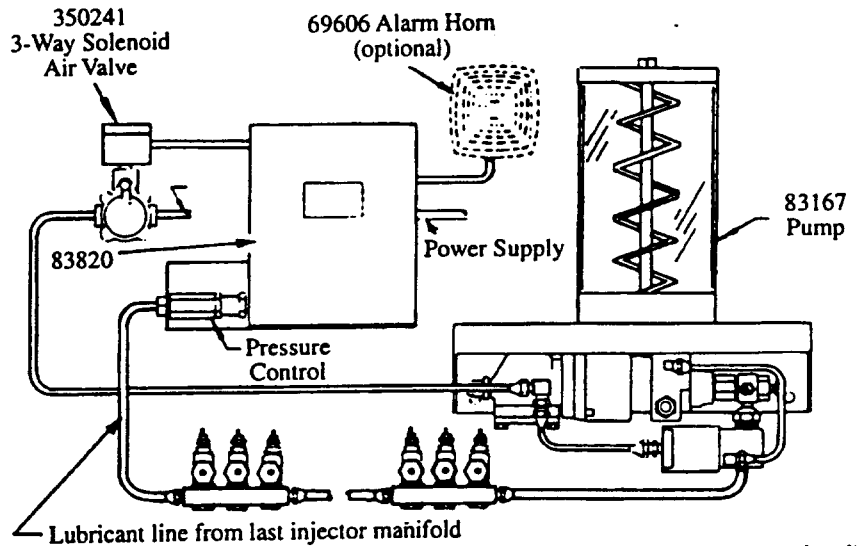 350241
3-Way Solenoid
Air Valve
69606 Alarm Horn
(optional)
83167
Pump
83820
Power Supply
Pressure
Control
Lubricant line from last injector manifold